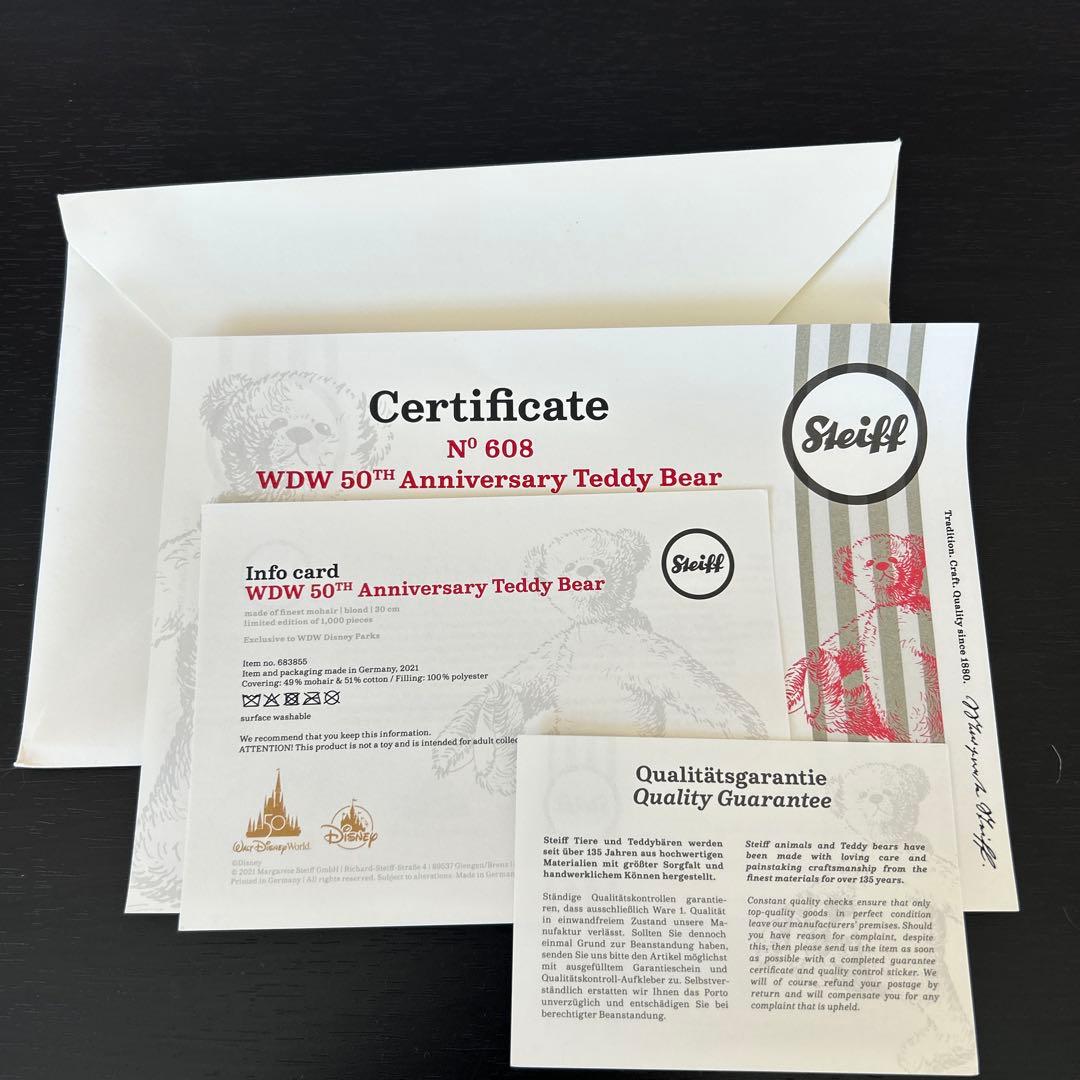 Certificate
Nº 608
WDW 50TH Anniversary Teddy Bear
Steiff
Tradition. Craft. Quality since 1880.
Margarete Steiff
Info card
WDW 50TH Anniversary Teddy Bear
made of finest mohair | blond | 30 cm
limited edition of 1,000 pieces
Exclusive to WDW Disney Parks
Steiff
Item no. 683855
Item and packaging made in Germany, 2021
Covering: 49% mohair & 51% cotton / Filling: 100% polyester
surface washable
We recommend that you keep this information.
ATTENTION! This product is not a toy and is intended for adult collec
50
Walt Disney World
Disney
©Disney
© 2021 Margarete Steiff GmbH | Richard-Steiff-Straße 4 | 89537 Giengen/Brenz |
Printed in Germany | All rights reserved. Subject to alterations. Made in German
Qualitätsgarantie
Quality Guarantee
Steiff Tiere und Teddybären werden
seit über 135 Jahren aus hochwertigen
Materialien mit größter Sorgfalt und
handwerklichem Können hergestellt.
Ständige Qualitätskontrollen garantie-
ren, dass ausschließlich Ware 1. Qualität
in einwandfreiem Zustand unsere Ma-
nufaktur verlässt. Sollten Sie dennoch
einmal Grund zur Beanstandung haben,
senden Sie uns bitte den Artikel möglichst
mit ausgefülltem Garantieschein und
Qualitätskontroll-Aufkleber zu. Selbstver-
ständlich erstatten wir Ihnen das Porto
unverzüglich und entschädigen Sie bei
berechtigter Beanstandung.
Steiff animals and Teddy bears have
been made with loving care and
painstaking craftsmanship from the
finest materials for over 135 years.
Constant quality checks ensure that only
top-quality goods in perfect condition
leave our manufacturers' premises. Should
you have reason for complaint, despite
this, then please send us the item as soon
as possible with a completed guarantee
certificate and quality control sticker. We
will of course refund your postage by
return and will compensate you for any
complaint that is upheld.